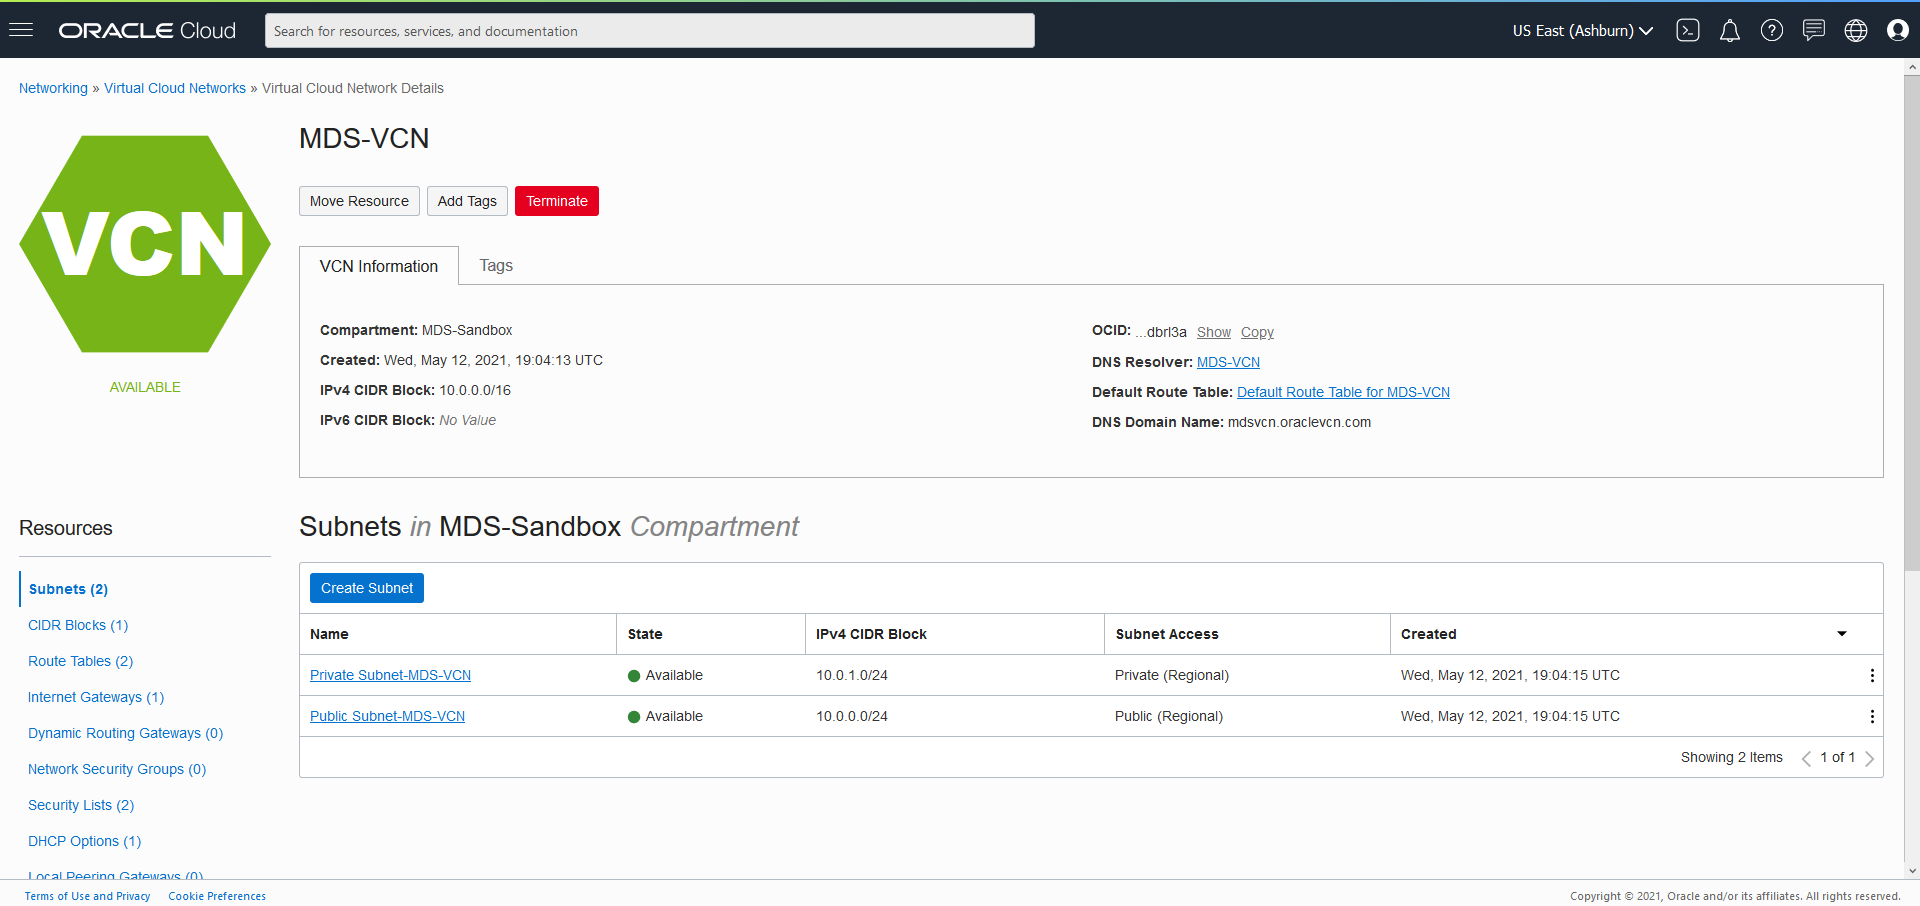 ORACLE Cloud
Search for resources, services, and documentation
US East (Ashburn)
Networking » Virtual Cloud Networks » Virtual Cloud Network Details
VCN
AVAILABLE
MDS-VCN
Move Resource
Add Tags
Terminate
VCN Information
Tags
Compartment: MDS-Sandbox
Created: Wed, May 12, 2021, 19:04:13 UTC
IPv4 CIDR Block: 10.0.0.0/16
IPv6 CIDR Block: No Value
OCID: ...dbrl3a Show Copy
DNS Resolver: MDS-VCN
Default Route Table: Default Route Table for MDS-VCN
DNS Domain Name: mdsvcn.oraclevcn.com
Resources
Subnets (2)
CIDR Blocks (1)
Route Tables (2)
Internet Gateways (1)
Dynamic Routing Gateways (0)
Network Security Groups (0)
Security Lists (2)
DHCP Options (1)
Local Peering Gateways (0)
Subnets in MDS-Sandbox Compartment
Create Subnet
Name State IPv4 CIDR Block Subnet Access Created
Private Subnet-MDS-VCN Available 10.0.1.0/24 Private (Regional) Wed, May 12, 2021, 19:04:15 UTC
Public Subnet-MDS-VCN Available 10.0.0.0/24 Public (Regional) Wed, May 12, 2021, 19:04:15 UTC
Showing 2 Items 1 of 1
Terms of Use and Privacy Cookie Preferences
Copyright © 2021, Oracle and/or its affiliates. All rights reserved.